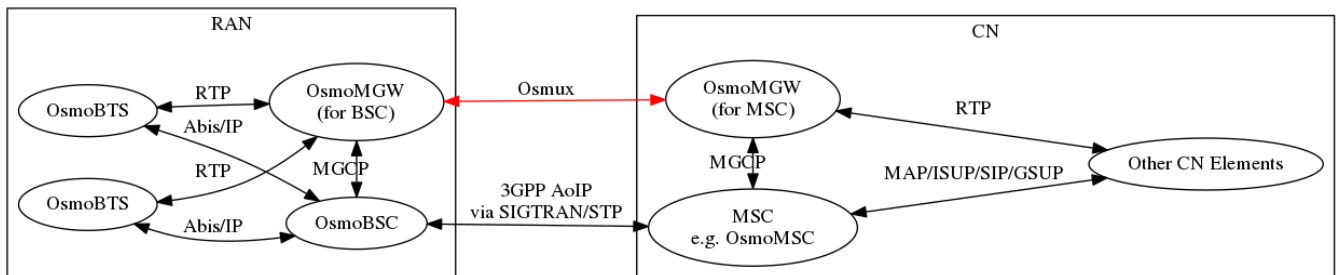 RAN
CN
OsmoBTS
RTP
OsmoMGW
(for BSC)
Osmux
OsmoMGW
(for MSC)
RTP
Abis/IP
RTP
MGCP
MGCP
Other CN Elements
MAP/ISUP/SIP/GSUP
OsmoBTS
Abis/IP
OsmoBSC
3GPP AoIP
via SIGTRAN/STP
MSC
e.g. OsmoMSC